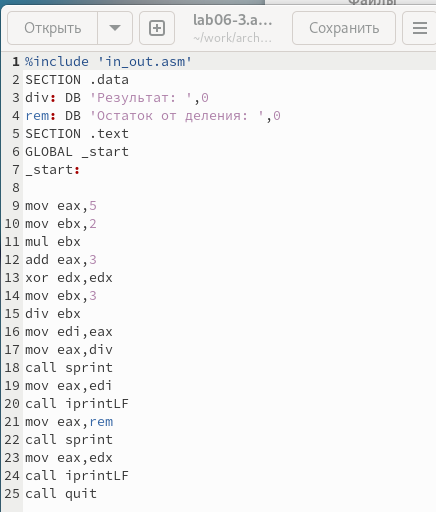 Файлы
Открыть
lab06-3.a...
~/work/arch...
Сохранить
1 %include 'in_out.asm'
2 SECTION .data
3 div: DB 'Результат: ',0
4 rem: DB 'Остаток от деления: ',0
5 SECTION .text
6 GLOBAL _start
7 _start:
8
9 mov eax,5
10 mov ebx,2
11 mul ebx
12 add eax,3
13 xor edx,edx
14 mov ebx,3
15 div ebx
16 mov edi,eax
17 mov eax,div
18 call sprint
19 mov eax,edi
20 call iprintLF
21 mov eax,rem
22 call sprint
23 mov eax,edx
24 call iprintLF
25 call quit